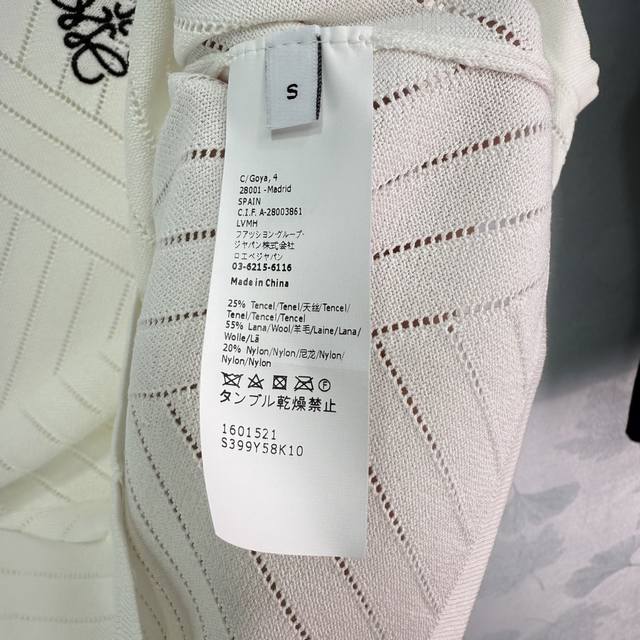 S
C/Goya, 4
28001 - Madrid
SPAIN
C.I.F. A-28003861
LVMH
ファッション・グループ・
ジャパン株式会社
ロエベジャパン
03-6215-6116
Made in China
25% Tencel/Tenel/天丝/Tencel/
Tenel/Tencel/Tencel
55% Lana/Wool/羊毛/Laine/Lana/
Wolle/Lã
20% Nylon/Nylon/尼龙/Nylon/
Nylon/Nylon
タンブル乾燥禁止
1601521
S399Y58K10